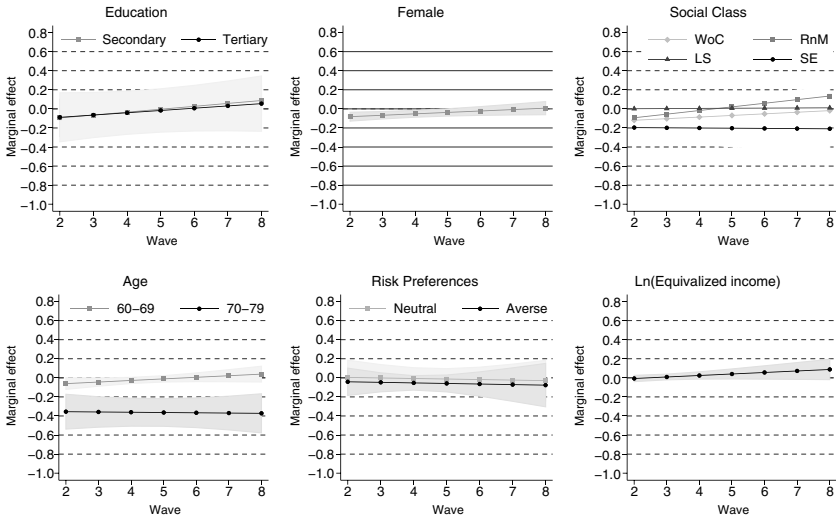 Education
Secondary Tertiary
Marginal effect
0.8
0.6
0.4
0.2
0.0
−0.2
−0.4
−0.6
−0.8
−1.0
2 3 4 5 6 7 8
Wave
Female
Marginal effect
0.8
0.6
0.4
0.2
0.0
−0.2
−0.4
−0.6
−0.8
−1.0
2 3 4 5 6 7 8
Wave
Social Class
WoC RnM
LS SE
Marginal effect
0.8
0.6
0.4
0.2
0.0
−0.2
−0.4
−0.6
−0.8
−1.0
2 3 4 5 6 7 8
Wave
Age
60−69 70−79
Marginal effect
0.8
0.6
0.4
0.2
0.0
−0.2
−0.4
−0.6
−0.8
−1.0
2 3 4 5 6 7 8
Wave
Risk Preferences
Neutral Averse
Marginal effect
0.8
0.6
0.4
0.2
0.0
−0.2
−0.4
−0.6
−0.8
−1.0
2 3 4 5 6 7 8
Wave
Ln(Equivalized income)
Marginal effect
0.8
0.6
0.4
0.2
0.0
−0.2
−0.4
−0.6
−0.8
−1.0
2 3 4 5 6 7 8
Wave